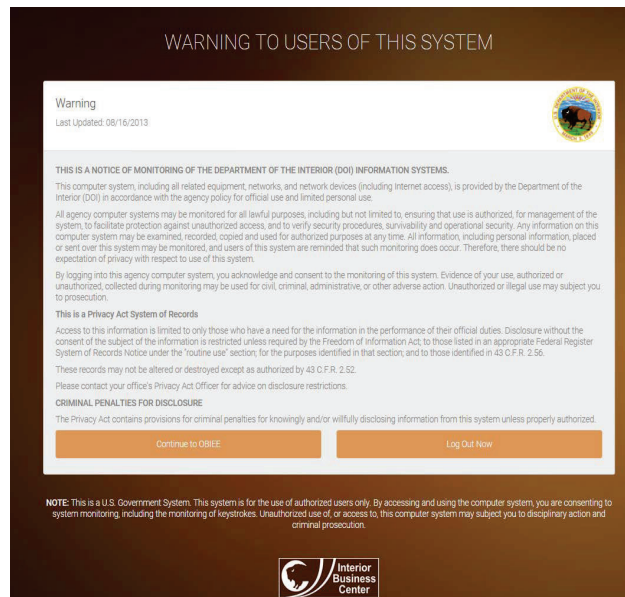 WARNING TO USERS OF THIS SYSTEM
Warning
Last Updated: 08/16/2013
U.S. DEPARTMENT OF THE INTERIOR
MARCH 3, 1849
THIS IS A NOTICE OF MONITORING OF THE DEPARTMENT OF THE INTERIOR (DOI) INFORMATION SYSTEMS.
This computer system, including all related equipment, networks, and network devices (including Internet access), is provided by the Department of the
Interior (DOI) in accordance with the agency policy for official use and limited personal use.
All agency computer systems may be monitored for all lawful purposes, including but not limited to, ensuring that use is authorized, for management of the
system, to facilitate protection against unauthorized access, and to verify security procedures, survivability and operational security. Any information on this
computer system may be examined, recorded, copied and used for authorized purposes at any time. All information, including personal information, placed
or sent over this system may be monitored, and users of this system are reminded that such monitoring does occur. Therefore, there should be no
expectation of privacy with respect to use of this system.
By logging into this agency computer system, you acknowledge and consent to the monitoring of this system. Evidence of your use, authorized or
unauthorized, collected during monitoring may be used for civil, criminal, administrative, or other adverse action. Unauthorized or illegal use may subject you
to prosecution.
This is a Privacy Act System of Records
Access to this information is limited to only those who have a need for the information in the performance of their official duties. Disclosure without the
consent of the subject of the information is restricted unless required by the Freedom of Information Act; to those listed in an appropriate Federal Register
System of Records Notice under the "routine use" section; for the purposes identified in that section; and to those identified in 43 C.F.R. 2.56.
These records may not be altered or destroyed except as authorized by 43 C.F.R. 2.52.
Please contact your office's Privacy Act Officer for advice on disclosure restrictions.
CRIMINAL PENALTIES FOR DISCLOSURE
The Privacy Act contains provisions for criminal penalties for knowingly and/or willfully disclosing information from this system unless properly authorized.
Continue to OBIEE
Log Out Now
NOTE: This is a U.S. Government System. This system is for the use of authorized users only. By accessing and using the computer system, you are consenting to
system monitoring, including the monitoring of keystrokes. Unauthorized use of, or access to, this computer system may subject you to disciplinary action and
criminal prosecution.
Interior
Business
Center